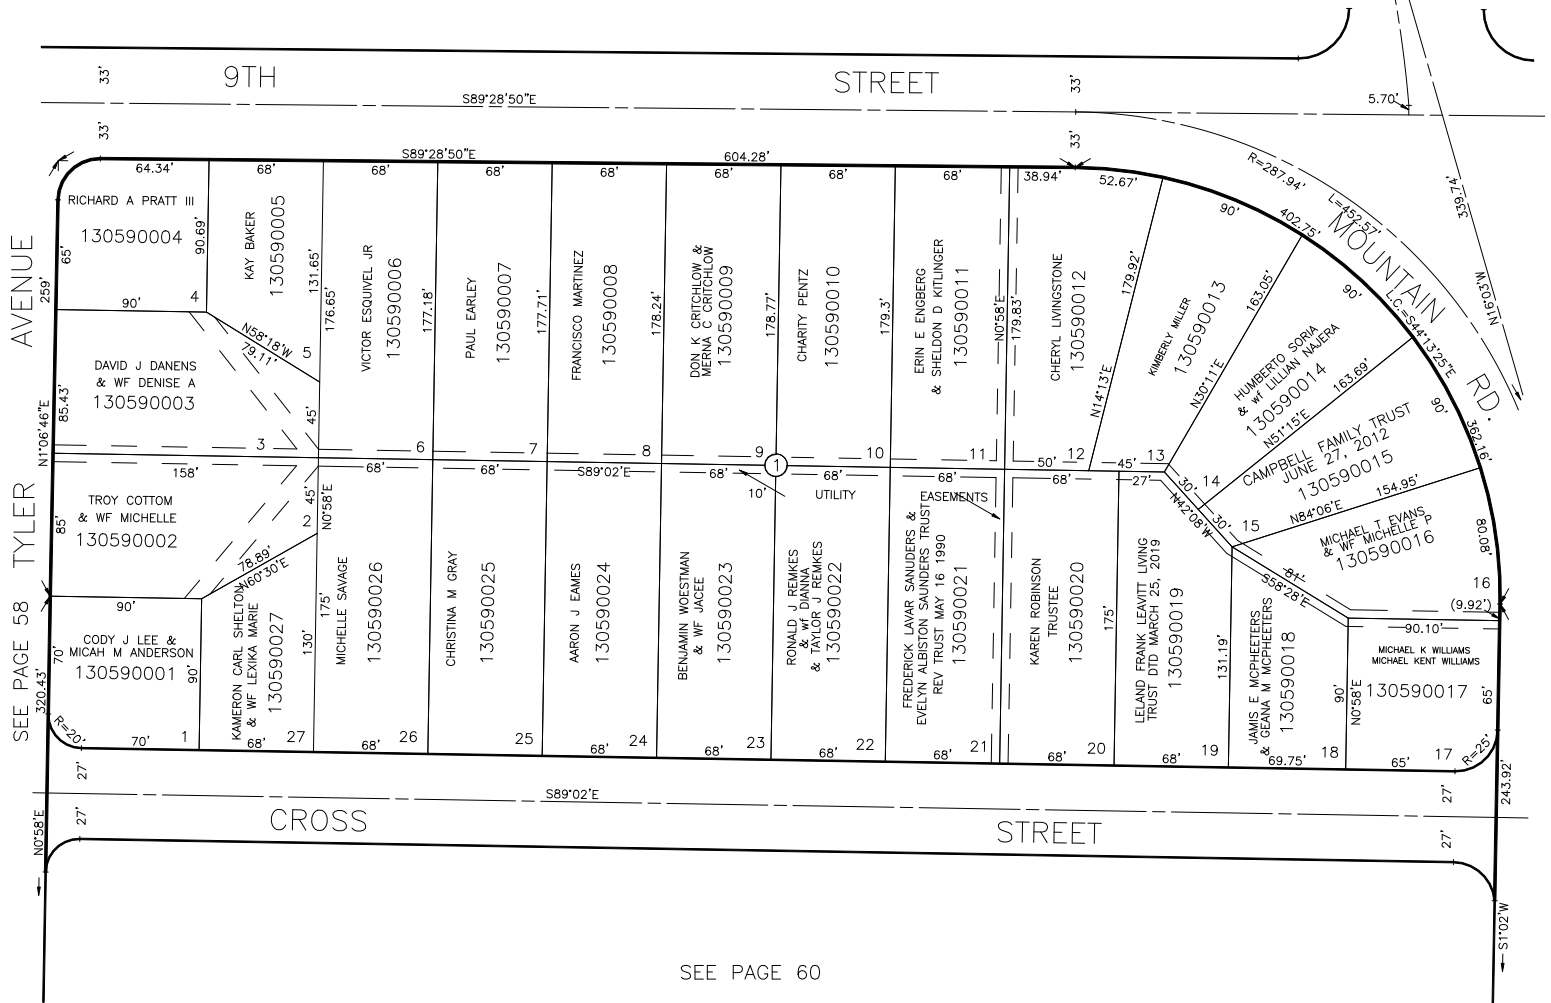 9TH STREET
33'
33'
33'
33'
S89°28'50"E
5.70'
S89°28'50"E
604.28'
64.34'
68'
68'
68'
68'
68'
68'
68'
38.94'
52.67'
R=287.94'
L=452.57'
402.75'
L.C.=S44°13'25"E
MOUNTAIN RD.
339.74'
N16°03'W
90'
90'
90'
362.16'
AVENUE
TYLER
SEE PAGE 58
259'
65'
N1°06'46"E
85.43'
85'
70'
320.43'
RICHARD A PRATT III
130590004
90.69'
90'
4
KAY BAKER
130590005
131.65'
N58°18'W
79.11'
5
45'
176.65'
VICTOR ESQUIVEL JR
130590006
6
177.18'
PAUL EARLEY
130590007
7
177.71'
FRANCISCO MARTINEZ
130590008
8
178.24'
DON K CRITCHLOW &
MERNA C CRITCHLOW
130590009
9
178.77'
CHARITY PENTZ
130590010
10
179.3'
ERIN E ENGBERG
& SHELDON D KITLINGER
130590011
11
N0°58'E
179.83'
CHERYL LIVINGSTONE
130590012
12
N14°13'E
179.92'
KIMBERLY MILLER
130590013
13
N30°11'E
163.05'
HUMBERTO SORIA
& wf LILLIAN NAJERA
130590014
14
N51°15'E
163.69'
CAMPBELL FAMILY TRUST
JUNE 27, 2012
130590015
15
N84°06'E
154.95'
MICHAEL T EVANS
& WF MICHELLE P
130590016
16
80.08'
(9.92')
DAVID J DANENS
& WF DENISE A
130590003
3
158'
TROY COTTOM
& WF MICHELLE
130590002
2
45'
N0°58'E
78.89'
N60°30'E
90'
68'
68'
S89°02'E
68'
1
68'
68'
50'
68'
45'
27'
30'
30'
N42°08'W
81'
S58°28'E
10'
UTILITY
EASEMENTS
CODY J LEE &
MICAH M ANDERSON
130590001
90'
1
70'
R=20'
KAMERON CARL SHELTON
& WF LEXIKA MARIE
130590027
130'
175'
27
68'
MICHELLE SAVAGE
130590026
26
68'
CHRISTINA M GRAY
130590025
25
AARON J EAMES
130590024
24
68'
BENJAMIN WOESTMAN
& WF JACEE
130590023
23
68'
RONALD J REMKES
& wf DIANNA
& TAYLOR J REMKES
130590022
22
68'
FREDERICK LAVAR SANUDERS &
EVELYN ALBISTON SAUNDERS TRUST
REV TRUST MAY 16 1990
130590021
21
68'
KAREN ROBINSON
TRUSTEE
130590020
175'
20
68'
LELAND FRANK LEAVITT LIVING
TRUST DTD MARCH 25, 2019
130590019
131.19'
19
68'
JAMIS E MCPHEETERS
& GEANA M MCPHEETERS
130590018
90'
N0°58'E
18
69.75'
90.10'
MICHAEL K WILLIAMS
MICHAEL KENT WILLIAMS
130590017
65'
17
65'
R=25'
27'
27'
27'
27'
S89°02'E
CROSS STREET
N0°58'E
243.92'
S1°02'W
SEE PAGE 60